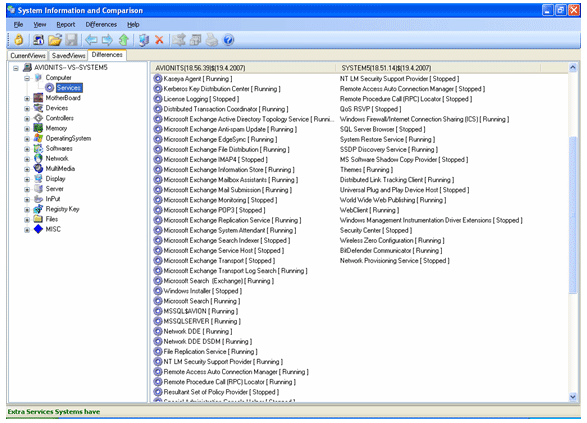 System Information and Comparison
File View Report Differences Help
CurrentViews SavedViews Differences
AVIONITS-- VS--SYSTEM5
Computer
Services
MotherBoard
Devices
Controllers
Memory
OperatingSystem
Softwares
Network
MultiMedia
Display
Server
InPut
Registry Key
Files
MISC
AVIONITS(18.56.39)$(19.4.2007) SYSTEM5(18.51.14)$(19.4.2007)
Kaseya Agent [ Running ] NT LM Security Support Provider [ Stopped ]
Kerberos Key Distribution Center [ Running ] Remote Access Auto Connection Manager [ Stopped ]
License Logging [ Stopped ] Remote Procedure Call (RPC) Locator [ Stopped ]
Distributed Transaction Coordinator [ Running ] QoS RSVP [ Stopped ]
Microsoft Exchange Active Directory Topology Service [ Runni... Windows Firewall/Internet Connection Sharing (ICS) [ Running ]
Microsoft Exchange Anti-spam Update [ Running ] SQL Server Browser [ Stopped ]
Microsoft Exchange EdgeSync [ Running ] System Restore Service [ Running ]
Microsoft Exchange File Distribution [ Running ] SSDP Discovery Service [ Running ]
Microsoft Exchange IMAP4 [ Stopped ] MS Software Shadow Copy Provider [ Stopped ]
Microsoft Exchange Information Store [ Running ] Themes [ Running ]
Microsoft Exchange Mailbox Assistants [ Running ] Distributed Link Tracking Client [ Running ]
Microsoft Exchange Mail Submission [ Running ] Universal Plug and Play Device Host [ Stopped ]
Microsoft Exchange Monitoring [ Stopped ] World Wide Web Publishing [ Running ]
Microsoft Exchange POP3 [ Stopped ] WebClient [ Running ]
Microsoft Exchange Replication Service [ Running ] Windows Management Instrumentation Driver Extensions [ Stopped ]
Microsoft Exchange System Attendant [ Running ] Security Center [ Stopped ]
Microsoft Exchange Search Indexer [ Stopped ] Wireless Zero Configuration [ Running ]
Microsoft Exchange Service Host [ Running ] BitDefender Communicator [ Running ]
Microsoft Exchange Transport [ Stopped ] Network Provisioning Service [ Stopped ]
Microsoft Exchange Transport Log Search [ Running ]
Microsoft Search (Exchange) [ Running ]
Windows Installer [ Stopped ]
Microsoft Search [ Running ]
MSSQL$AVION [ Running ]
MSSQLSERVER [ Running ]
Network DDE [ Running ]
Network DDE DSDM [ Running ]
File Replication Service [ Running ]
NT LM Security Support Provider [ Running ]
Remote Access Auto Connection Manager [ Running ]
Remote Procedure Call (RPC) Locator [ Running ]
Resultant Set of Policy Provider [ Stopped ]
Special Administration Console Helper [ Stopped ]
Extra Services Systems have